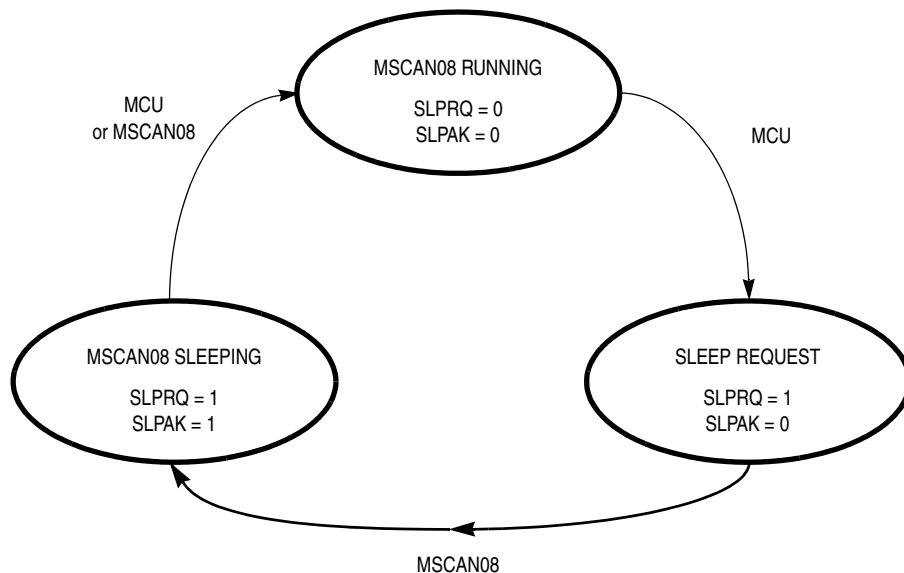 MSCAN08 RUNNING
SLPRQ = 0
SLPAK = 0
MCU
or MSCAN08
MCU
MSCAN08 SLEEPING
SLPRQ = 1
SLPAK = 1
SLEEP REQUEST
SLPRQ = 1
SLPAK = 0
MSCAN08